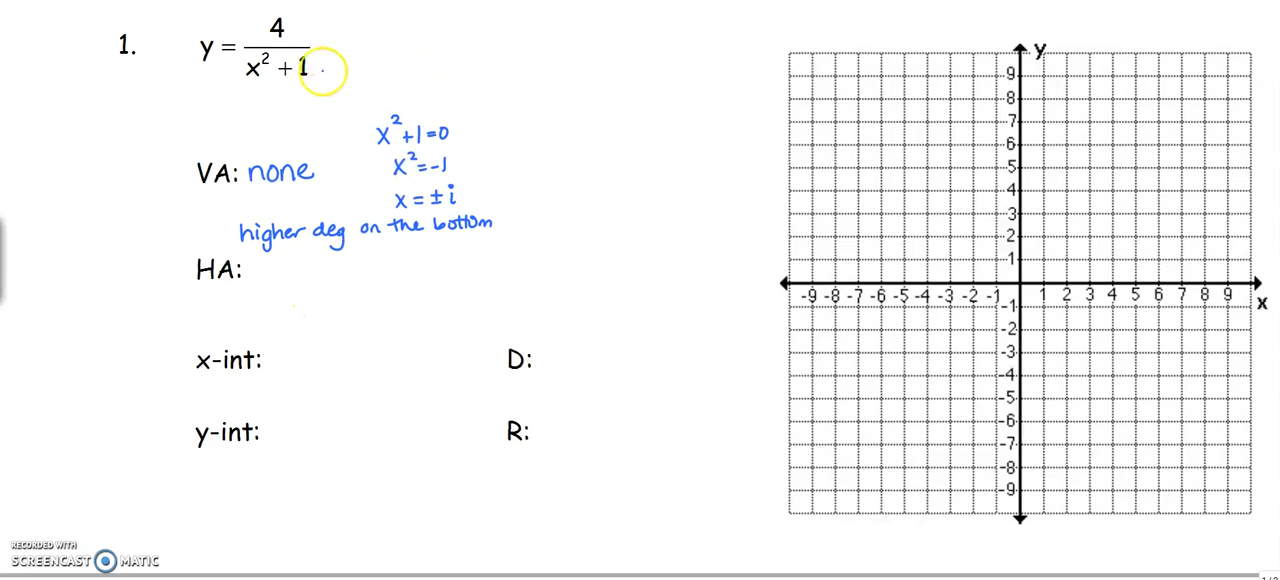 1. y = 4 / (x² + 1)
x² + 1 = 0
VA: none
x² = -1
x = ± i
higher deg on the bottom
HA:
x-int: D:
y-int: R:
y
9
8
7
6
5
4
3
2
1
-9 -8 -7 -6 -5 -4 -3 -2 -1 1 2 3 4 5 6 7 8 9
x
-1
-2
-3
-4
-5
-6
-7
-8
-9
RECORDED WITH
SCREENCAST MATIC